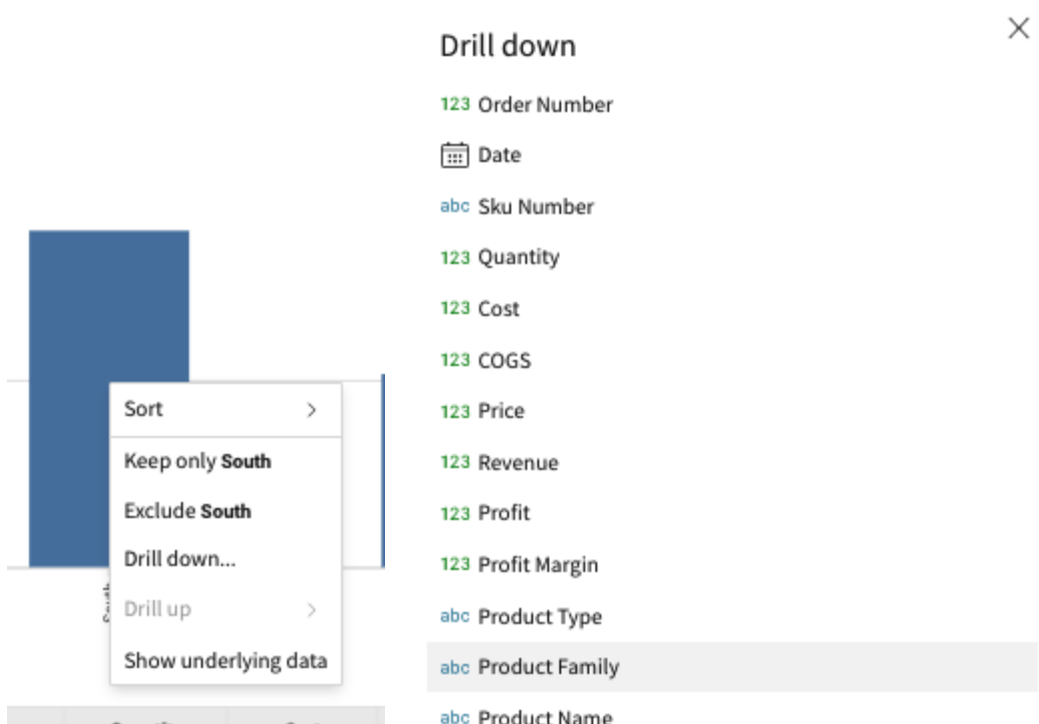 Sort
Keep only South
Exclude South
Drill down...
Drill up
Show underlying data
Drill down
123 Order Number
Date
abc Sku Number
123 Quantity
123 Cost
123 COGS
123 Price
123 Revenue
123 Profit
123 Profit Margin
abc Product Type
abc Product Family
abc Product Name